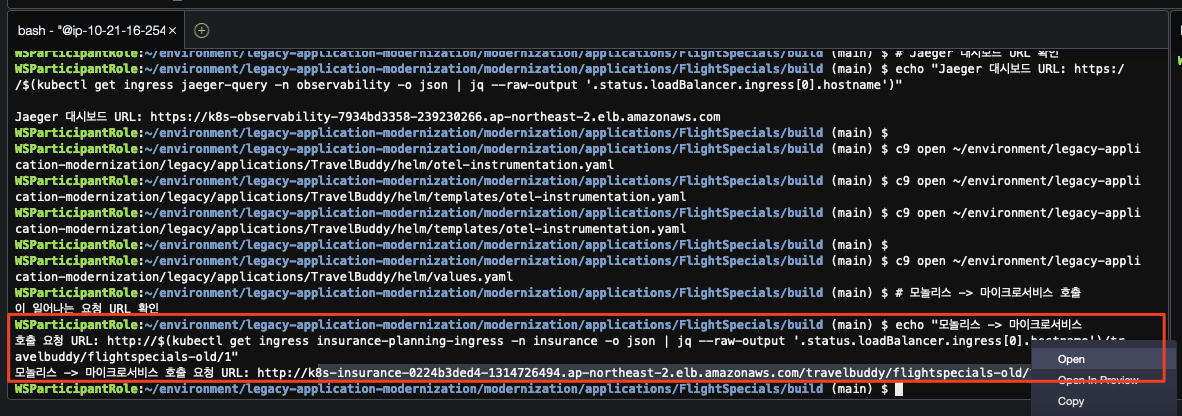 bash - "@ip-10-21-16-254
WSParticipantRole:~/environment/legacy-application-modernization/modernization/applications/FlightSpecials/build (main) $ # Jaeger 대시보드 URL 확인
WSParticipantRole:~/environment/legacy-application-modernization/modernization/applications/FlightSpecials/build (main) $ echo "Jaeger 대시보드 URL: https:/
/$(kubectl get ingress jaeger-query -n observability -o json | jq --raw-output '.status.loadBalancer.ingress[0].hostname')"
Jaeger 대시보드 URL: https://k8s-observability-7934bd3358-239230266.ap-northeast-2.elb.amazonaws.com
WSParticipantRole:~/environment/legacy-application-modernization/modernization/applications/FlightSpecials/build (main) $
WSParticipantRole:~/environment/legacy-application-modernization/modernization/applications/FlightSpecials/build (main) $ c9 open ~/environment/legacy-appli
cation-modernization/legacy/applications/TravelBuddy/helm/otel-instrumentation.yaml
WSParticipantRole:~/environment/legacy-application-modernization/modernization/applications/FlightSpecials/build (main) $ c9 open ~/environment/legacy-appli
cation-modernization/legacy/applications/TravelBuddy/helm/templates/otel-instrumentation.yaml
WSParticipantRole:~/environment/legacy-application-modernization/modernization/applications/FlightSpecials/build (main) $ c9 open ~/environment/legacy-appli
cation-modernization/legacy/applications/TravelBuddy/helm/templates/otel-instrumentation.yaml
WSParticipantRole:~/environment/legacy-application-modernization/modernization/applications/FlightSpecials/build (main) $
WSParticipantRole:~/environment/legacy-application-modernization/modernization/applications/FlightSpecials/build (main) $ c9 open ~/environment/legacy-appli
cation-modernization/legacy/applications/TravelBuddy/helm/values.yaml
WSParticipantRole:~/environment/legacy-application-modernization/modernization/applications/FlightSpecials/build (main) $ # 모놀리스 -> 마이크로서비스 호출
이 일어나는 요청 URL 확인
WSParticipantRole:~/environment/legacy-application-modernization/modernization/applications/FlightSpecials/build (main) $ echo "모놀리스 -> 마이크로서비스
호출 요청 URL: http://$(kubectl get ingress insurance-planning-ingress -n insurance -o json | jq --raw-output '.status.loadBalancer.ingress[0].hostname')/tr
avelbuddy/flightspecials-old/1"
모놀리스 -> 마이크로서비스 호출 요청 URL: http://k8s-insurance-0224b3ded4-1314726494.ap-northeast-2.elb.amazonaws.com/travelbuddy/flightspecials-old/
WSParticipantRole:~/environment/legacy-application-modernization/modernization/applications/FlightSpecials/build (main) $
Open
Open In Preview
Copy